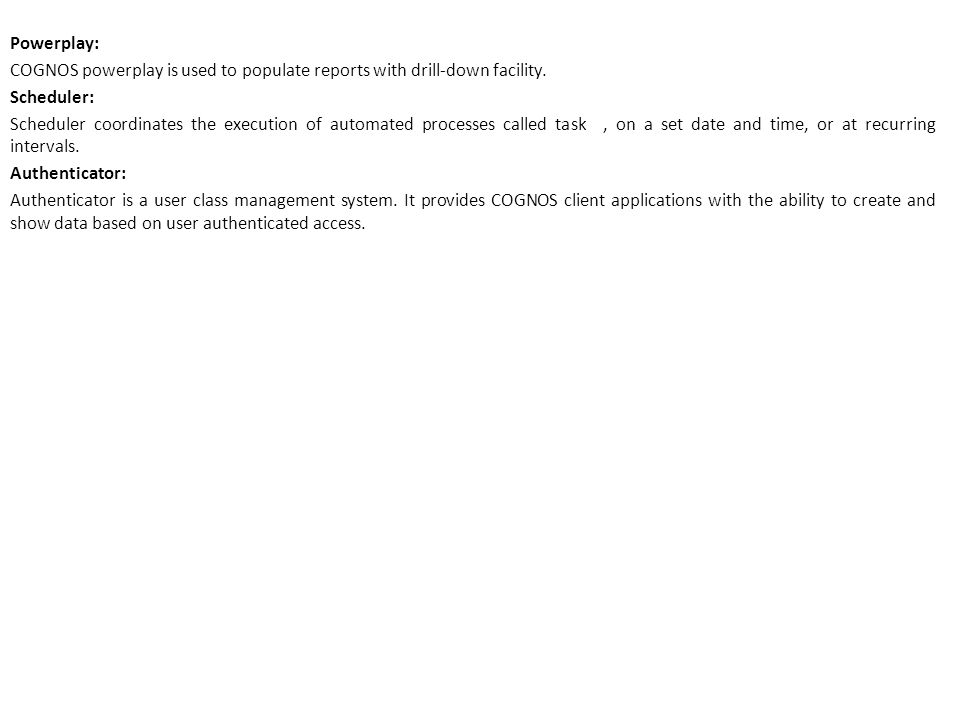 Powerplay:
COGNOS powerplay is used to populate reports with drill-down facility.
Scheduler:
Scheduler coordinates the execution of automated processes called task , on a set date and time, or at recurring
intervals.
Authenticator:
Authenticator is a user class management system. It provides COGNOS client applications with the ability to create and
show data based on user authenticated access.